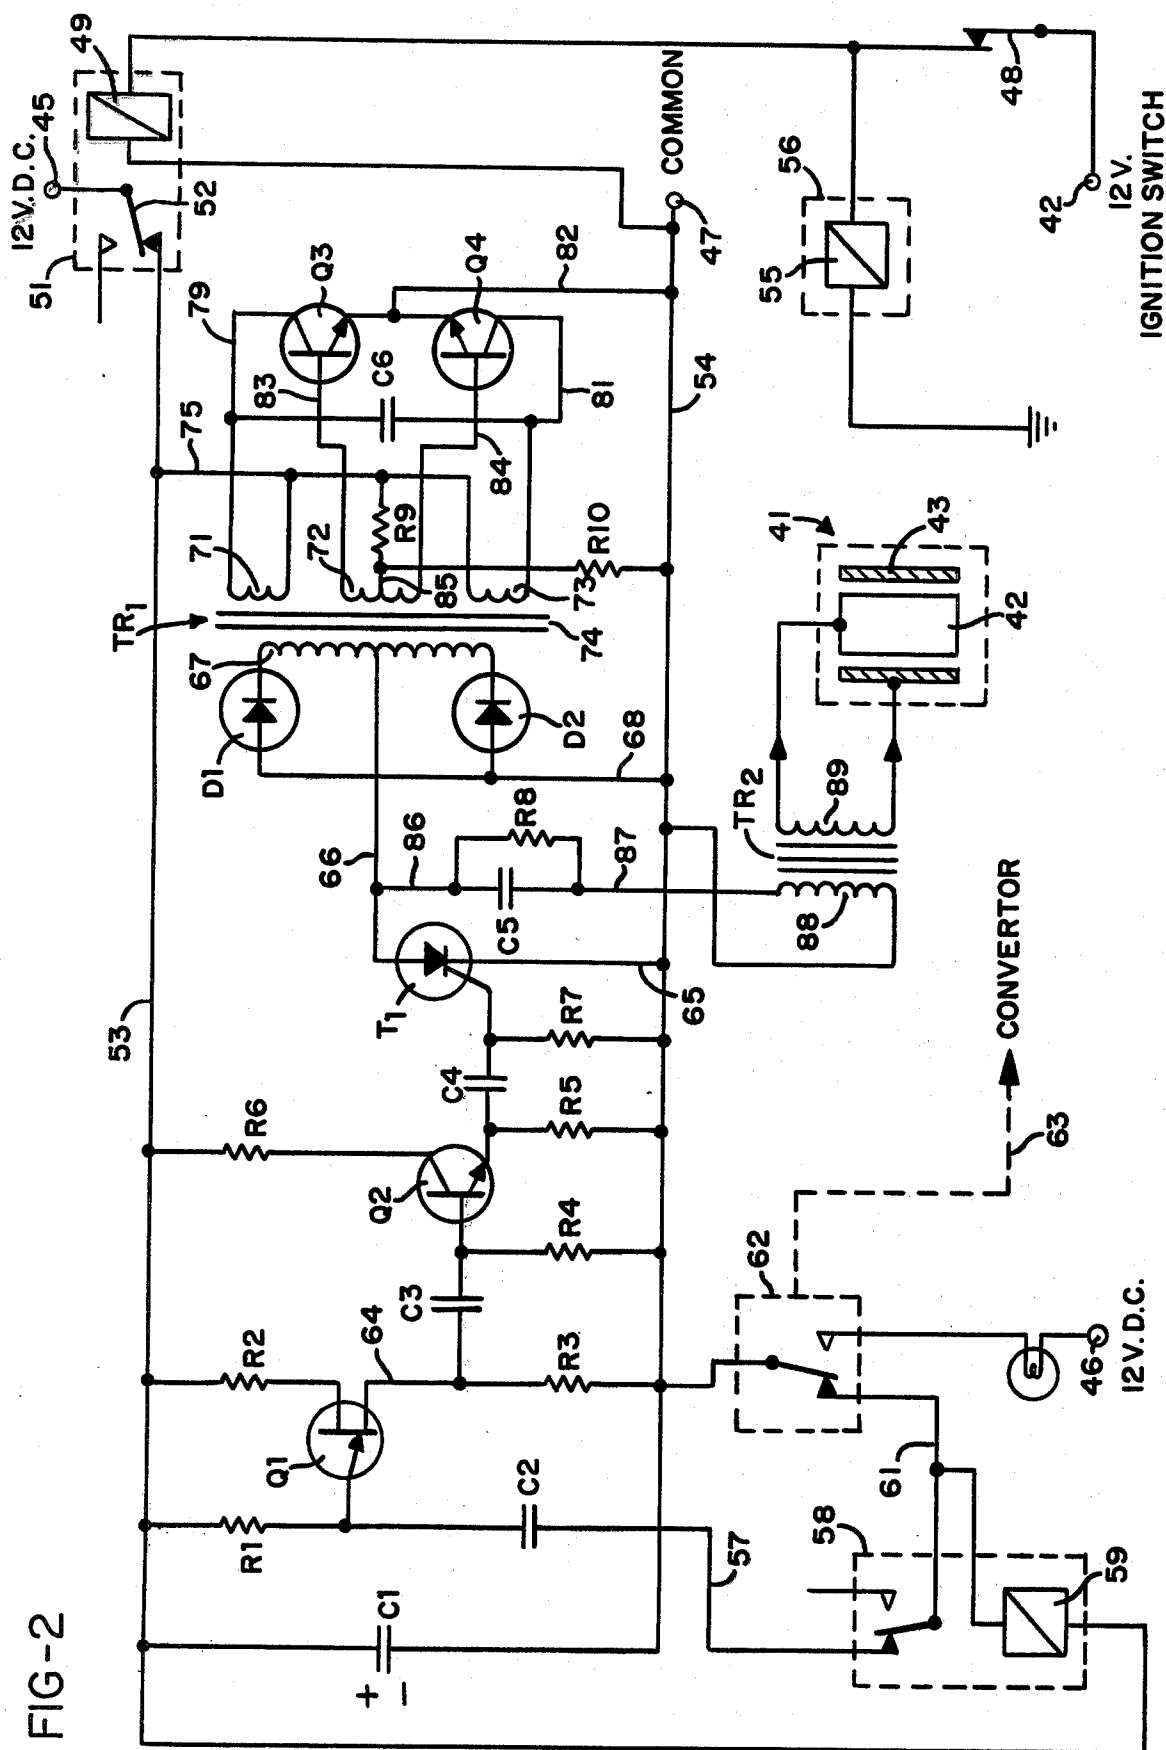 FIG-2
12V.D.C.
45
49
51
52
53
79
75
83
Q3
C6
Q4
82
81
84
54
COMMON
47
TR1
71
72
R9
85
73
74
R10
67
D1
D2
68
66
86
R8
C5
87
T1
65
R7
C4
R5
R6
Q2
R4
C3
64
R2
R3
Q1
R1
C2
C1
+
−
57
58
59
61
62
63
CONVERTOR
46
12V.D.C.
TR2
88
89
41
43
42
55
56
48
42
12V.
IGNITION SWITCH